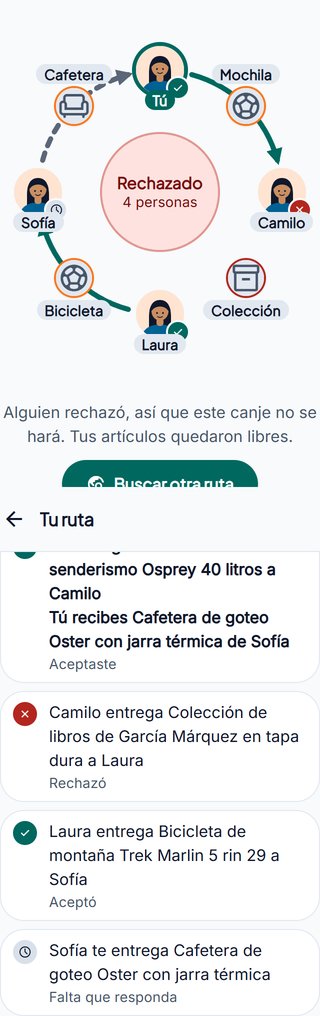 Cafetera
Mochila
Tú
Rechazado
4 personas
Sofía
Camilo
Bicicleta
Colección
Laura
Alguien rechazó, así que este canje no se
hará. Tus artículos quedaron libres.
Buscar otra ruta
Tu ruta
senderismo Osprey 40 litros a
Camilo
Tú recibes Cafetera de goteo
Oster con jarra térmica de Sofía
Aceptaste
Camilo entrega Colección de
libros de García Márquez en tapa
dura a Laura
Rechazó
Laura entrega Bicicleta de
montaña Trek Marlin 5 rin 29 a
Sofía
Aceptó
Sofía te entrega Cafetera de
goteo Oster con jarra térmica
Falta que responda